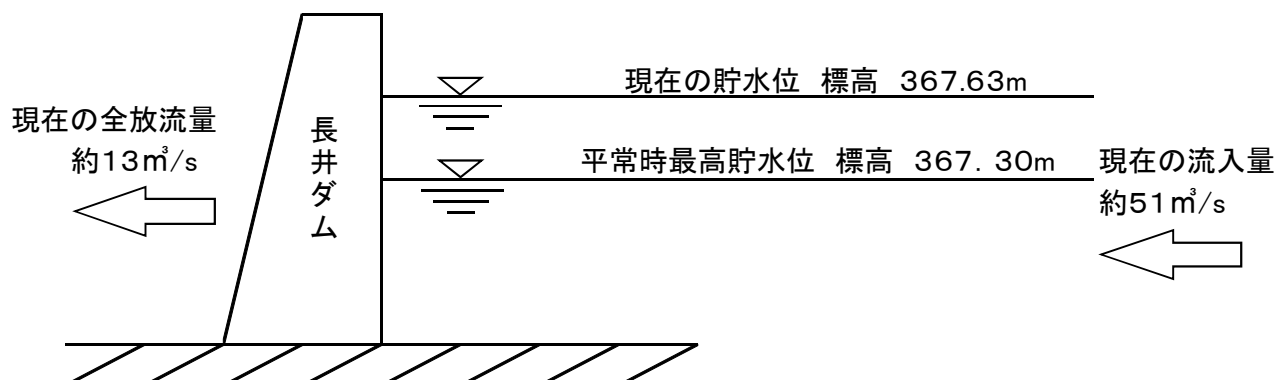 現在の貯水位 標高 367.63m
現在の全放流量
約13㎥/s
長井ダム
平常時最高貯水位 標高 367. 30m
現在の流入量
約51㎥/s